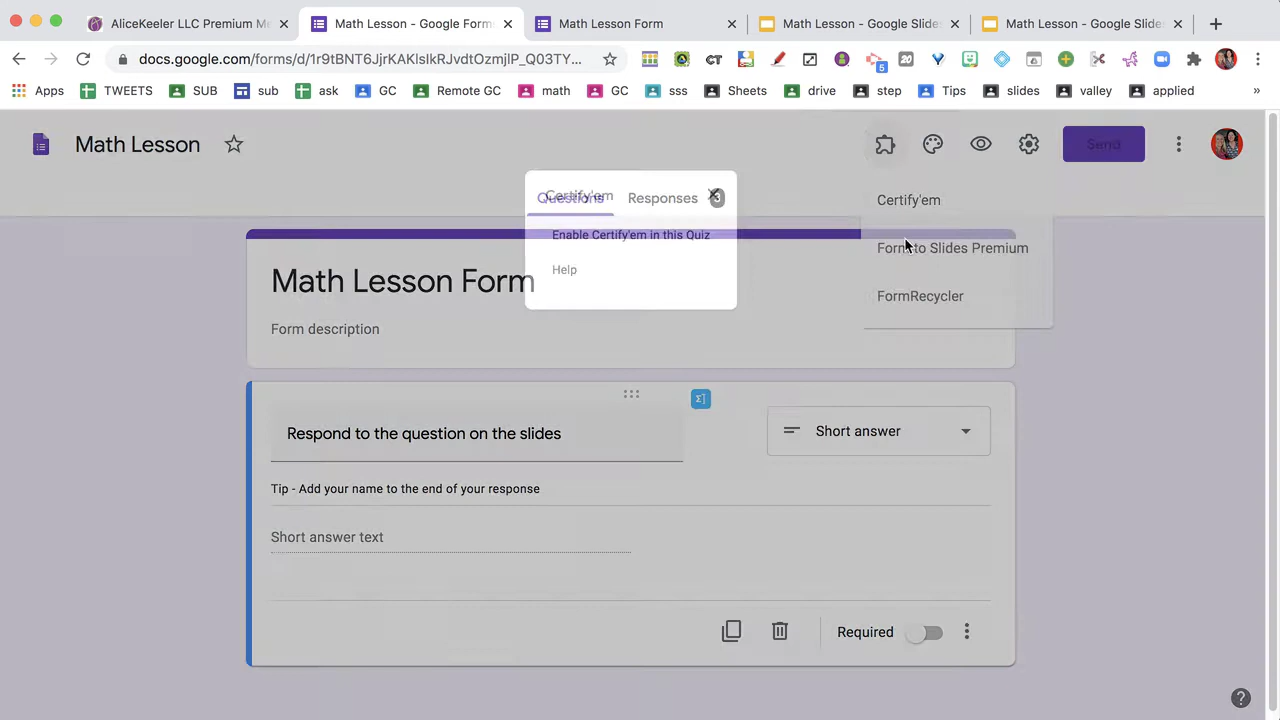 AliceKeeler LLC Premium M
Math Lesson - Google Form
Math Lesson Form
Math Lesson - Google Slide
Math Lesson - Google Slide
docs.google.com/forms/d/1r9tBNT6JjrKAKlsIkRJvdtOzmjlP_Q03TY...
CT
5
20
Apps
TWEETS
SUB
sub
ask
GC
Remote GC
math
GC
sss
Sheets
drive
step
Tips
slides
valley
applied
»
Math Lesson
Send
Certify'em
Questions
Responses
3
Enable Certify'em in this Quiz
Help
Certify'em
Form to Slides Premium
FormRecycler
Math Lesson Form
Form description
Respond to the question on the slides
Short answer
Tip - Add your name to the end of your response
Short answer text
Required